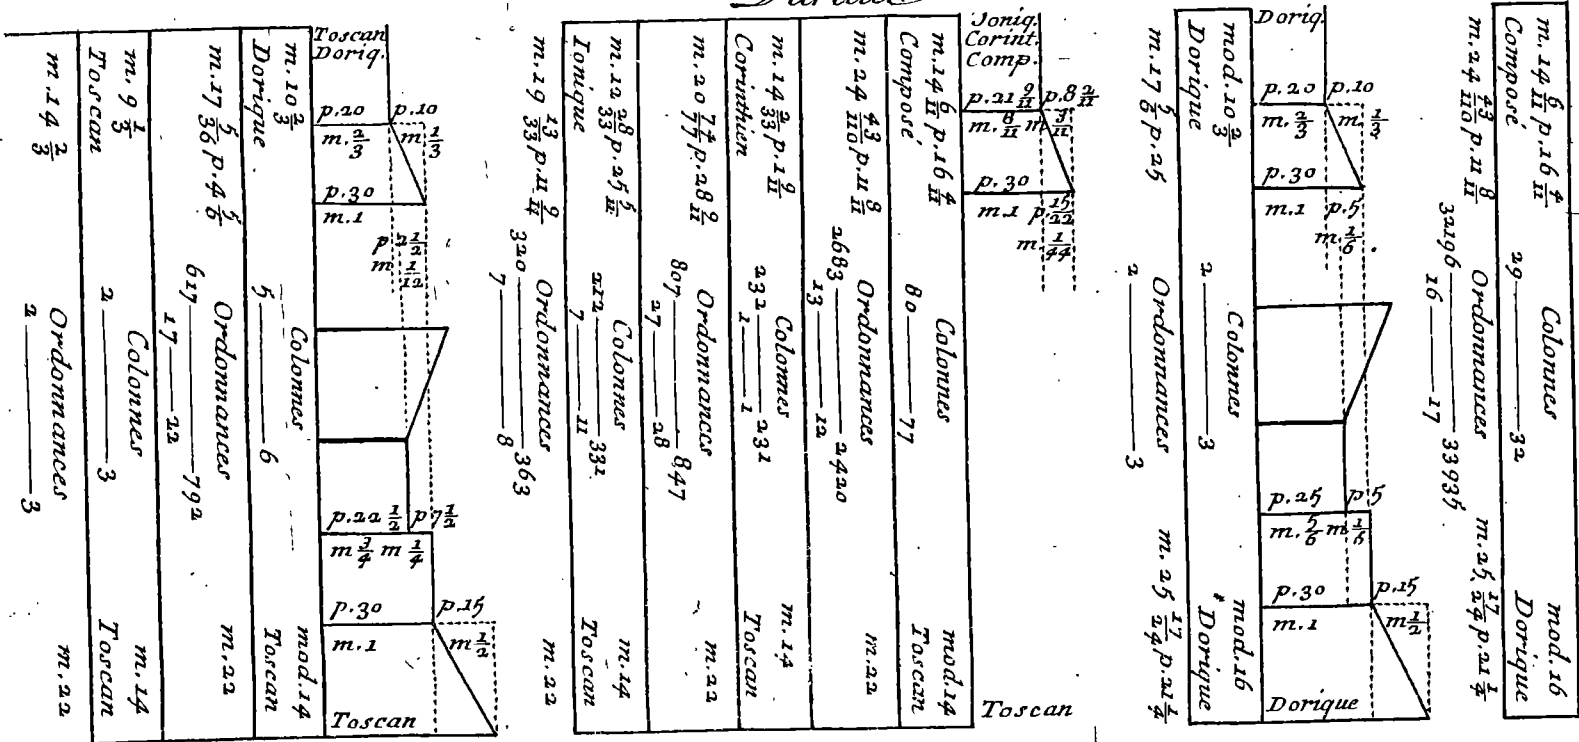 m. 10 2/3 Colonnes mod. 14
Dorique 5 — 6 Toscan
m. 17 5/36 p. 4 5/6 Ordonnances m. 22
617 — 792
17 — 22
m. 9 1/3 Colonnes m. 14
Toscan 2 — 3 Toscan
m. 14 2/3 Ordonnances m. 22
2 — 3
Toscan
Doriq.
p. 20 p. 10
m. 2/3 m 1/3
p. 30
m. 1
p 2 1/2
m 1/12
p. 22 1/2 p 7 1/2
m 3/4 m 1/4
p. 30 p. 15
m. 1 m 1/2
Toscan
m. 14 6/11 p. 16 4/11 Colonnes mod. 14
Composé 80 — 77 Toscan
m. 24 43/110 p. 11 8/11 Ordonnances m. 22
2683 — 2420
13 — 12
m. 14 2/33 p. 1 9/11 Colonnes m. 14
Corinthien 232 — 231 Toscan
1 — 1
m. 20 74/77 p. 28 9/11 Ordonnances m. 22
807 — 847
27 — 28
m. 12 28/33 p. 25 5/11 Colonnes m. 14
Ionique 212 — 331 Toscan
7 — 11
m. 19 13/33 p. 11 9/11 Ordonnances m. 22
320 — 363
7 — 8
Ioniq.
Corint.
Comp.
p. 21 9/11 p. 8 2/11
m. 8/11 m 3/11
p. 30
m. 1 p. 15/22
m. 1/44
Toscan
mod. 10 2/3 Colonnes mod. 16
Dorique 2 — 3 Dorique
m. 17 5/6 p. 25 Ordonnances m. 25 17/24 p. 21 1/4
2 — 3
Doriq.
p. 20 p. 10
m. 2/3 m. 1/3
p. 30
m. 1 p. 5
m. 1/6
p. 25 p 5
m. 5/6 m 1/6
p. 30 p. 15
m. 1 m 1/2
Dorique
m. 14 6/11 p. 16 4/11 Colonnes mod. 16
Composé 29 — 32 Dorique
m. 24 43/110 p. 11 8/11 Ordonnances m. 25 17/24 p. 21 1/4
32196 — 33935
16 — 17